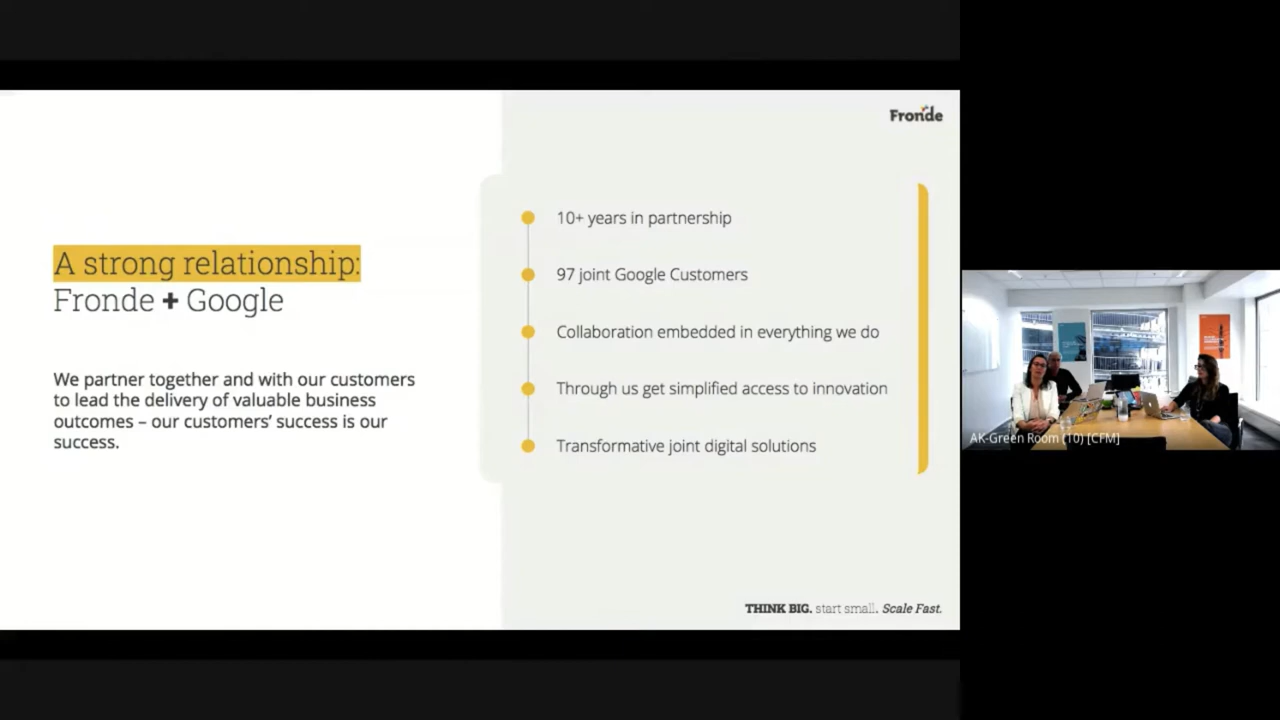 Fronde
A strong relationship:
Fronde + Google
We partner together and with our customers
to lead the delivery of valuable business
outcomes – our customers’ success is our
success.
10+ years in partnership
97 joint Google Customers
Collaboration embedded in everything we do
Through us get simplified access to innovation
Transformative joint digital solutions
THINK BIG. start small. Scale Fast.
AK-Green Room (10) [CFM]